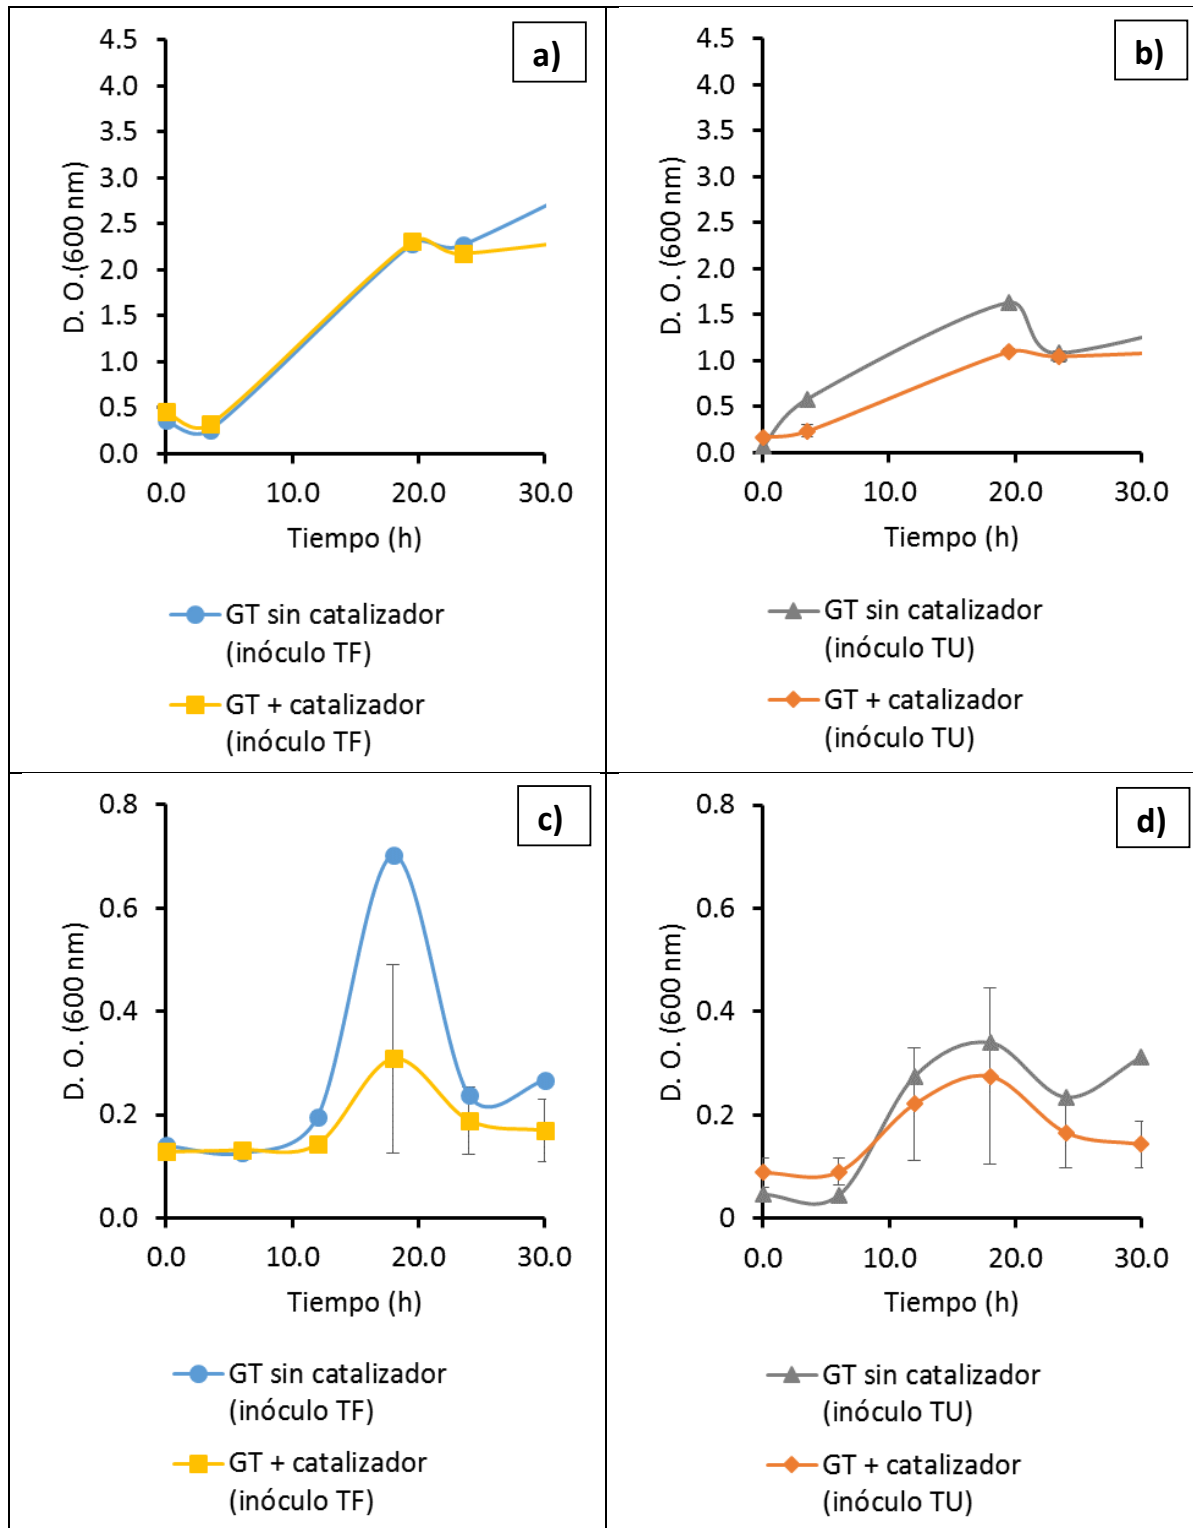 a)
4.5
4.0
3.5
3.0
2.5
2.0
1.5
1.0
0.5
0.0
D. O.(600 nm)
0.0 10.0 20.0 30.0
Tiempo (h)
GT sin catalizador
(inóculo TF)
GT + catalizador
(inóculo TF)
b)
4.5
4.0
3.5
3.0
2.5
2.0
1.5
1.0
0.5
0.0
D. O. (600 nm)
0.0 10.0 20.0 30.0
Tiempo (h)
GT sin catalizador
(inóculo TU)
GT + catalizador
(inóculo TU)
c)
0.8
0.6
0.4
0.2
0.0
D. O. (600 nm)
0.0 10.0 20.0 30.0
Tiempo (h)
GT sin catalizador
(inóculo TF)
GT + catalizador
(inóculo TF)
d)
0.8
0.6
0.4
0.2
0
D. O. (600 nm)
0.0 10.0 20.0 30.0
Tiempo (h)
GT sin catalizador
(inóculo TU)
GT + catalizador
(inóculo TU)